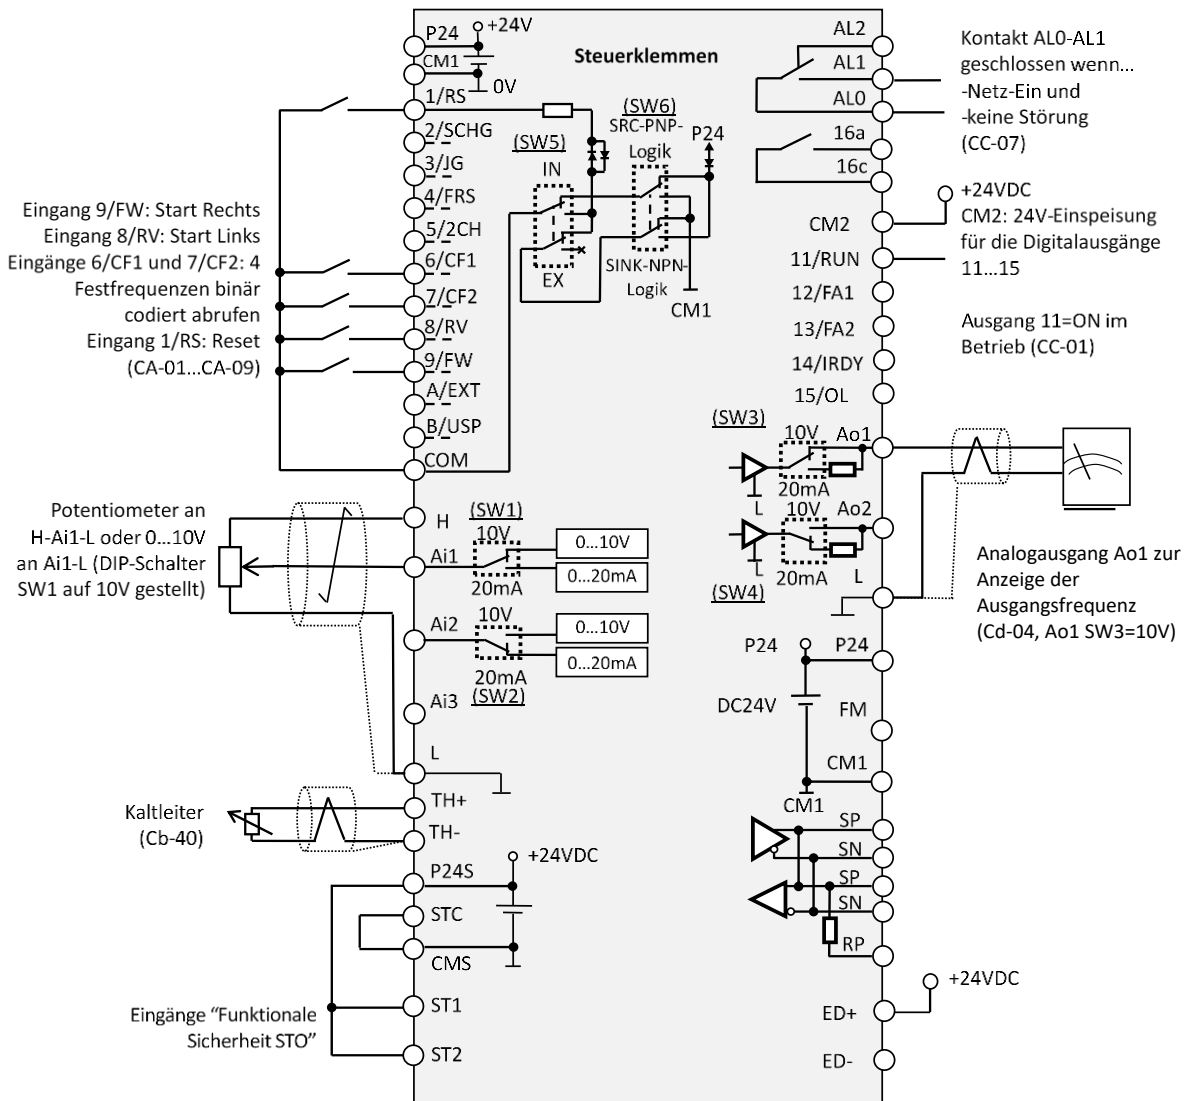 Steuerklemmen
P24
+24V
CM1
0V
1/RS
2/SCHG
3/JG
4/FRS
5/2CH
6/CF1
7/CF2
8/RV
9/FW
A/EXT
B/USP
COM
(SW5)
IN
EX
(SW6)
SRC-PNP-
Logik
P24
SINK-NPN-
Logik
CM1
Eingang 9/FW: Start Rechts
Eingang 8/RV: Start Links
Eingänge 6/CF1 und 7/CF2: 4
Festfrequenzen binär
codiert abrufen
Eingang 1/RS: Reset
(CA-01...CA-09)
Potentiometer an
H-Ai1-L oder 0...10V
an Ai1-L (DIP-Schalter
SW1 auf 10V gestellt)
H
Ai1
(SW1)
10V
20mA
0...10V
0...20mA
Ai2
10V
20mA
(SW2)
0...10V
0...20mA
Ai3
L
Kaltleiter
(Cb-40)
TH+
TH-
P24S
+24VDC
STC
CMS
Eingänge “Funktionale
Sicherheit STO”
ST1
ST2
AL2
AL1
AL0
16a
16c
Kontakt AL0-AL1
geschlossen wenn...
-Netz-Ein und
-keine Störung
(CC-07)
+24VDC
CM2: 24V-Einspeisung
für die Digitalausgänge
11...15
CM2
11/RUN
12/FA1
13/FA2
14/IRDY
15/OL
Ausgang 11=ON im
Betrieb (CC-01)
(SW3)
10V
Ao1
20mA
L
10V
Ao2
20mA
L
(SW4)
L
Analogausgang Ao1 zur
Anzeige der
Ausgangsfrequenz
(Cd-04, Ao1 SW3=10V)
P24
P24
DC24V
FM
CM1
CM1
SP
SN
SP
SN
RP
+24VDC
ED+
ED-